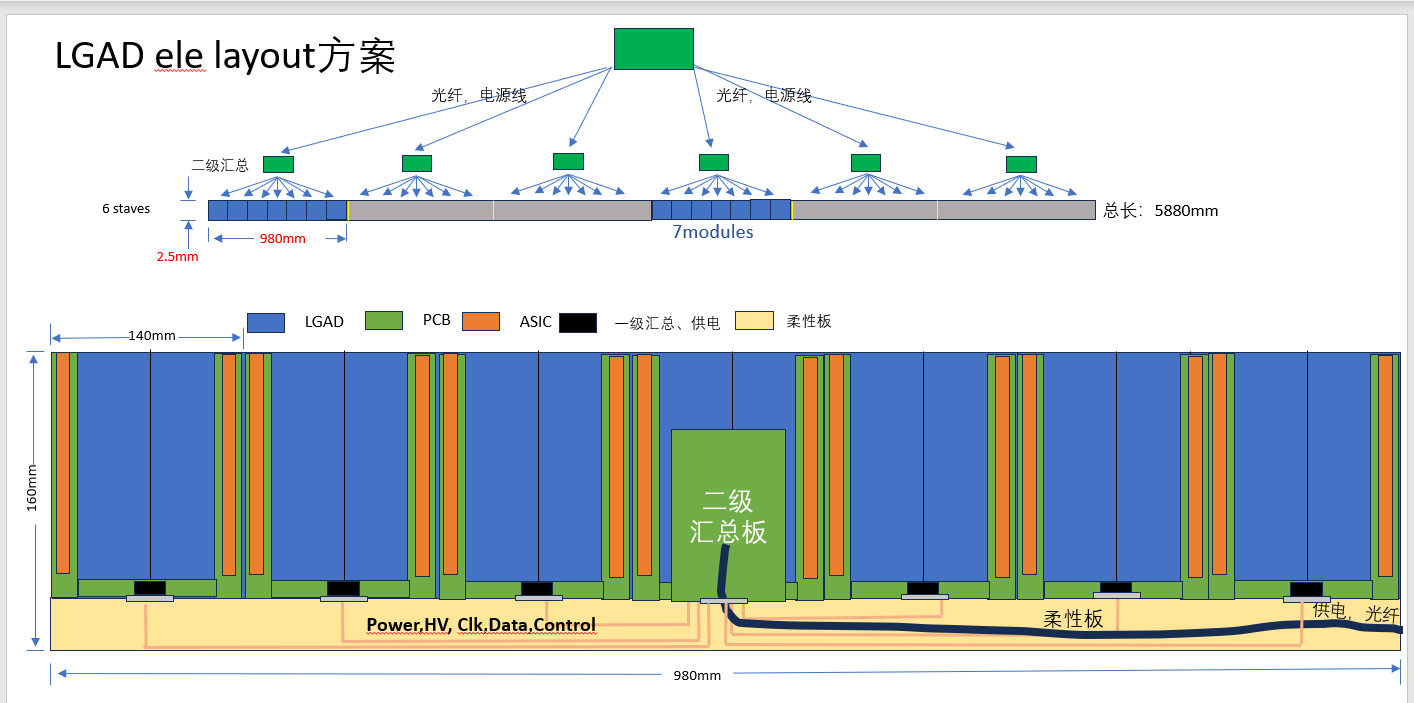 LGAD ele layout方案
光纤，电源线
光纤，电源线
二级汇总
6 staves
总长：5880mm
980mm
7modules
2.5mm
LGAD
PCB
ASIC
一级汇总、供电
柔性板
140mm
160mm
二级
汇总板
柔性板
供电，光纤
Power,HV, Clk,Data,Control
980mm